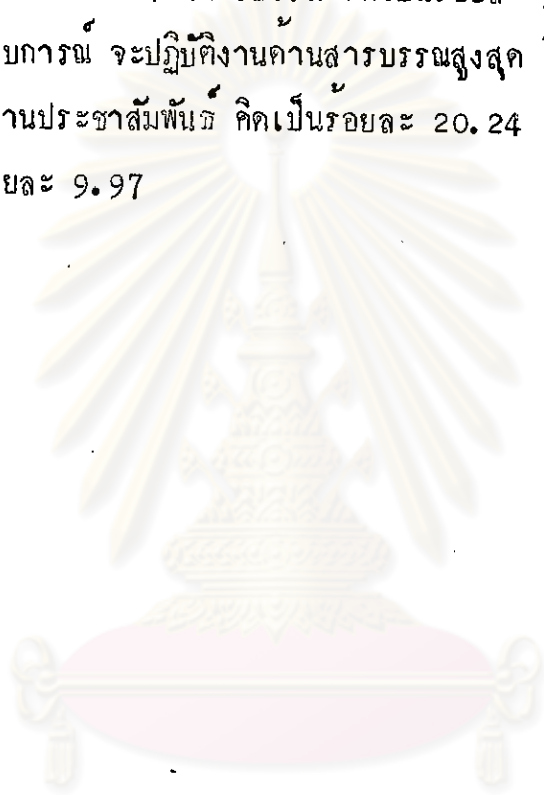 บการณ์ จะปฏิบัติงานด้านสารบรรณสูงสุด
านประชาสัมพันธ์ คิดเป็นร้อยละ 20.24
ยละ 9.97